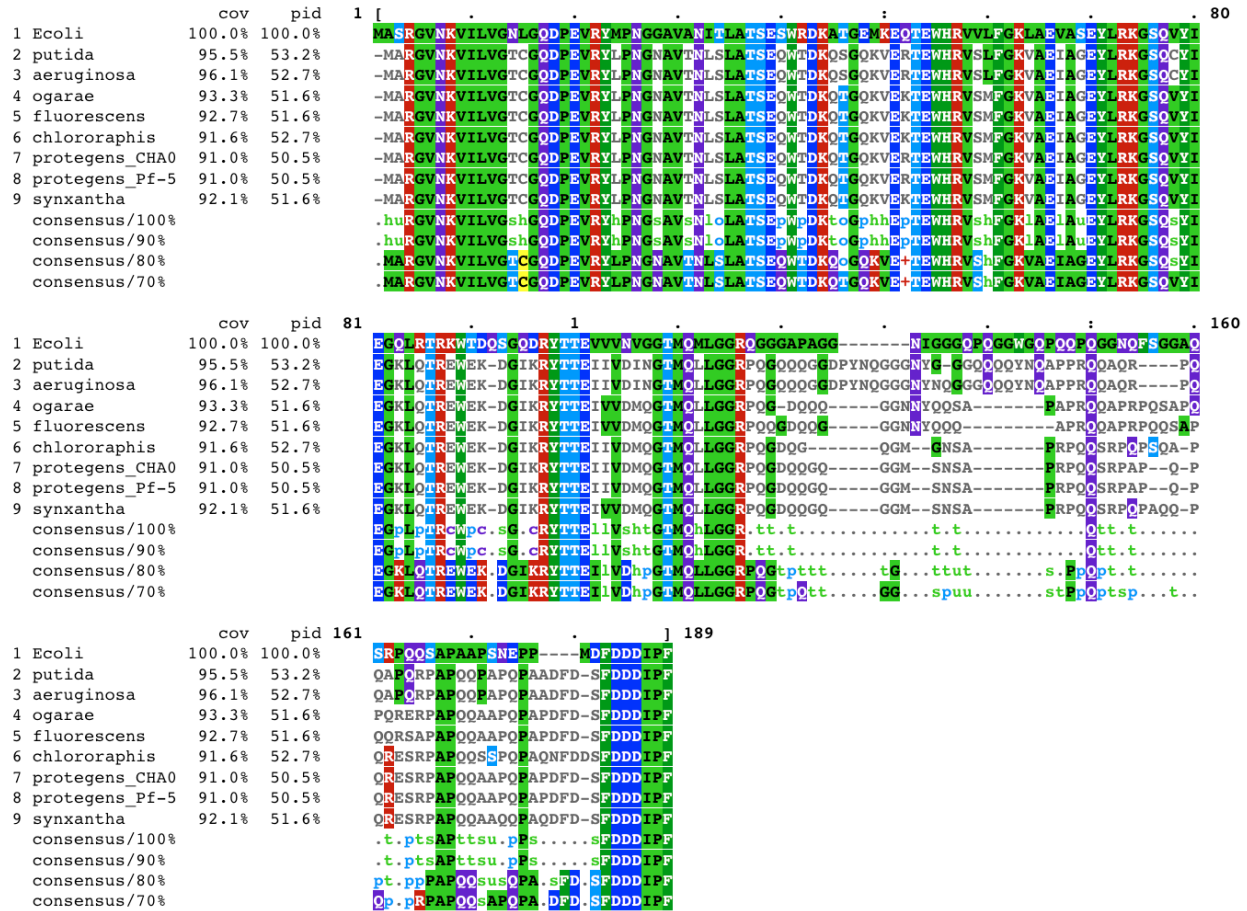 cov pid 1 [ . . . . : . . . 80
1 Ecoli 100.0% 100.0% MASRGVNKVILVGNLGQDPEVRYMPNGGAVANITLATSESWRDKATGEMKEQTEWHRVVLFGKLAEVASEYLRKGSQVYI
2 putida 95.5% 53.2% -MARGVNKVILVGTCGQDPEVRYLPNGNAVTNLSLATSEQWTDKQSGQKVERTEWHRVSLFGKVAEIAGEYLRKGSQCYI
3 aeruginosa 96.1% 52.7% -MARGVNKVILVGTCGQDPEVRYLPNGNAVTNLSLATSEQWTDKQTGQKVERTEWHRVSLFGKVAEIAGEYLRKGSQCYI
4 ogarae 93.3% 51.6% -MARGVNKVILVGTCGQDPEVRYLPNGNAVTNLSLATSEQWTDKQTGQKVEKTEWHRVSMFGKVAEIAGEYLRKGSQVYI
5 fluorescens 92.7% 51.6% -MARGVNKVILVGTCGQDPEVRYLPNGNAVTNLSLATSEQWTDKQTGQKVEKTEWHRVSMFGKVAEIAGEYLRKGSQVYI
6 chlororaphis 91.6% 52.7% -MARGVNKVILVGTCGQDPEVRYLPNGNAVTNLSLATSEQWTDKQTGQKVERTEWHRVSMFGKVAEIAGEYLRKGSQVYI
7 protegens_CHA0 91.0% 50.5% -MARGVNKVILVGTCGQDPEVRYLPNGNAVTNLSLATSEQWTDKQTGQKVERTEWHRVSMFGKVAEIAGEYLRKGSQVYI
8 protegens_Pf-5 91.0% 50.5% -MARGVNKVILVGTCGQDPEVRYLPNGNAVTNLSLATSEQWTDKQTGQKVERTEWHRVSMFGKVAEIAGEYLRKGSQVYI
9 synxantha 92.1% 51.6% -MARGVNKVILVGTCGQDPEVRYLPNGNAVTNLSLATSEQWTDKQTGQKVEKTEWHRVSMFGKVAEIAGEYLRKGSQVYI
consensus/100% .huRGVNKVILVGshGQDPEVRYhPNGsAVsNloLATSEpWpDKtoGphhEpTEWHRVshFGKlAElAuEYLRKGSQsYI
consensus/90% .huRGVNKVILVGshGQDPEVRYhPNGsAVsNloLATSEpWpDKtoGphhEpTEWHRVshFGKlAElAuEYLRKGSQsYI
consensus/80% .MARGVNKVILVGTCGQDPEVRYLPNGNAVTNLSLATSEQWTDKQoGQKVE+TEWHRVShFGKVAEIAGEYLRKGSQsYI
consensus/70% .MARGVNKVILVGTCGQDPEVRYLPNGNAVTNLSLATSEQWTDKQTGQKVE+TEWHRVShFGKVAEIAGEYLRKGSQVYI
cov pid 81 . 1 . . . . : . 160
1 Ecoli 100.0% 100.0% EGQLRTRKWTDQSGQDRYTTEVVVNVGGTMQMLGGRQGGGAPAGG-------NIGGGQPQGGWGQPQQPQGGNQFSGGAQ
2 putida 95.5% 53.2% EGKLQTREWEK-DGIKRYTTEIIVDINGTMQLLGGRPQGQQQGGDPYNQGGGNYG-GGQQQQYNQAPPRQQAQR----PQ
3 aeruginosa 96.1% 52.7% EGKLQTREWEK-DGIKRYTTEIIVDINGTMQLLGGRPQGQQQGGDPYNQGGGNYNQGGGQQQYNQAPPRQQAQR----PQ
4 ogarae 93.3% 51.6% EGKLQTREWEK-DGIKRYTTEIVVDMQGTMQLLGGRPQG-DQQQ-----GGNNYQQSA-------PAPRQQAPRPQSAPQ
5 fluorescens 92.7% 51.6% EGKLQTREWEK-DGIKRYTTEIVVDMQGTMQLLGGRPQQGDQQG-----GGNNYQQQ---------APRQQAPRPQQSAP
6 chlororaphis 91.6% 52.7% EGKLQTREWEK-DGIKRYTTEIIVDMQGTMQLLGGRPQGDQG------GGM-GNSA---------PRPQQSRPQPSQA-P
7 protegens_CHA0 91.0% 50.5% EGKLQTREWEK-DGIKRYTTEIIVDMQGTMQLLGGRPQGDQQGQ----GGM-SNSA---------PRPQQSRPAP--Q-P
8 protegens_Pf-5 91.0% 50.5% EGKLQTREWEK-DGIKRYTTEIIVDMQGTMQLLGGRPQGDQQGQ----GGM-SNSA---------PRPQQSRPAP--Q-P
9 synxantha 92.1% 51.6% EGKLQTREWEK-DGIKRYTTEIIVDMQGTMQLLGGRPQGDQQGQ----GGM-SNSA---------PRPQQSRPQPAQQ-P
consensus/100% EGpLpTRcWpc.sG.cRYTTEllVshtGTMQhLGGR.tt.t.............t.t............Qtt.t......
consensus/90% EGpLpTRcWpc.sG.cRYTTEllVshtGTMQhLGGR.tt.t.............t.t............Qtt.t......
consensus/80% EGKLQTREWEK.DGIKRYTTEIlVDhpGTMQLLGGRPQGtpttt.....tG..ttut........s.PpQpt.t......
consensus/70% EGKLQTREWEK.DGIKRYTTEIlVDhpGTMQLLGGRPQGtpQtt.....GG..spuu........stPpQptsp...t..
cov pid 161 . . ] 189
1 Ecoli 100.0% 100.0% SRPQQSAPAAPSNEPP----MDFDDDIPF
2 putida 95.5% 53.2% QAPQRPAPQQPAPQPAADFD-SFDDDIPF
3 aeruginosa 96.1% 52.7% QAPQRPAPQQPAPQPAADFD-SFDDDIPF
4 ogarae 93.3% 51.6% PQRERPAPQQAAPQPAPDFD-SFDDDIPF
5 fluorescens 92.7% 51.6% QQRSAPAPQQAAPQPAPDFD-SFDDDIPF
6 chlororaphis 91.6% 52.7% QRESRPAPQQSSPQPAQNFDDSFDDDIPF
7 protegens_CHA0 91.0% 50.5% QRESRPAPQQAAPQPAPDFD-SFDDDIPF
8 protegens_Pf-5 91.0% 50.5% QRESRPAPQQAAPQPAPDFD-SFDDDIPF
9 synxantha 92.1% 51.6% QRESRPAPQQAAQQPAQDFD-SFDDDIPF
consensus/100% .t.ptsAPttsu.pPs.....sFDDDIPF
consensus/90% .t.ptsAPttsu.pPs.....sFDDDIPF
consensus/80% pt.ppPAPQQsusQPA.sFD.SFDDDIPF
consensus/70% Qp.pRPAPQQsAPQPA.DFD.SFDDDIPF